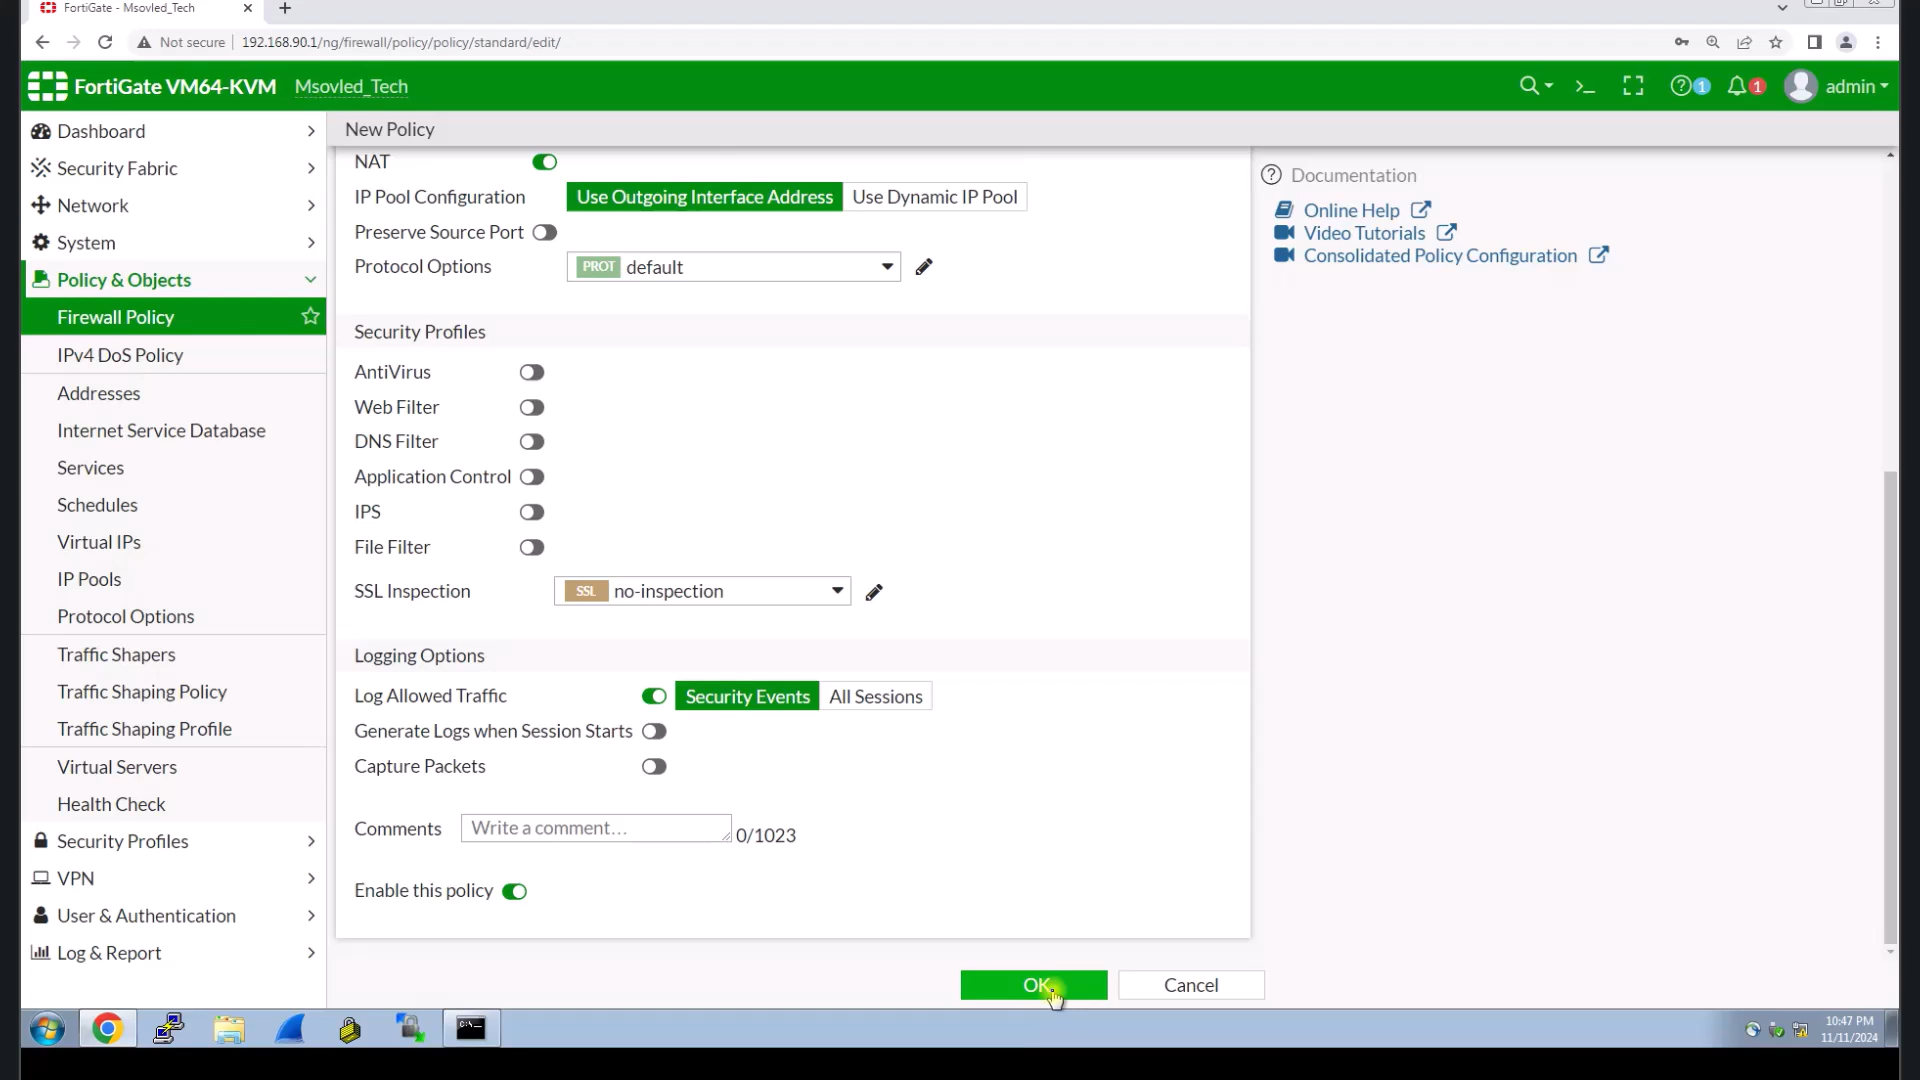 FortiGate - Msovled_Tech
Not secure 192.168.90.1/ng/firewall/policy/policy/standard/edit/
FortiGate VM64-KVM Msovled_Tech
1
1
admin
Dashboard
Security Fabric
Network
System
Policy & Objects
Firewall Policy
IPv4 DoS Policy
Addresses
Internet Service Database
Services
Schedules
Virtual IPs
IP Pools
Protocol Options
Traffic Shapers
Traffic Shaping Policy
Traffic Shaping Profile
Virtual Servers
Health Check
Security Profiles
VPN
User & Authentication
Log & Report
New Policy
NAT
IP Pool Configuration Use Outgoing Interface Address Use Dynamic IP Pool
Preserve Source Port
Protocol Options PROT default
Security Profiles
AntiVirus
Web Filter
DNS Filter
Application Control
IPS
File Filter
SSL Inspection SSL no-inspection
Logging Options
Log Allowed Traffic Security Events All Sessions
Generate Logs when Session Starts
Capture Packets
Comments Write a comment... 0/1023
Enable this policy
OK Cancel
Documentation
Online Help
Video Tutorials
Consolidated Policy Configuration
10:47 PM
11/11/2024